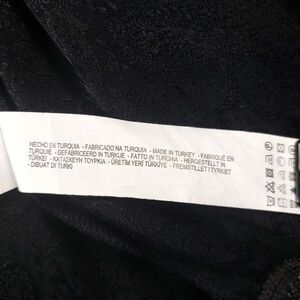 HECHO EN TURQUIA - FABRICADO NA TURQUIA - MADE IN TURKEY - FABRIQUÉ EN
TURQUIE - GEFABRICEERD IN TURKIJE - FATTO IN TURCHIA - HERGESTELLT IN
TÜRKEI - ΚΑΤΑΣΚΕΥΗ ΤΟΥΡΚΙΑ - ÜRETİM YERİ TÜRKİYE - FREMSTILLET I TYRKIET
- DIBUAT DI TURKI